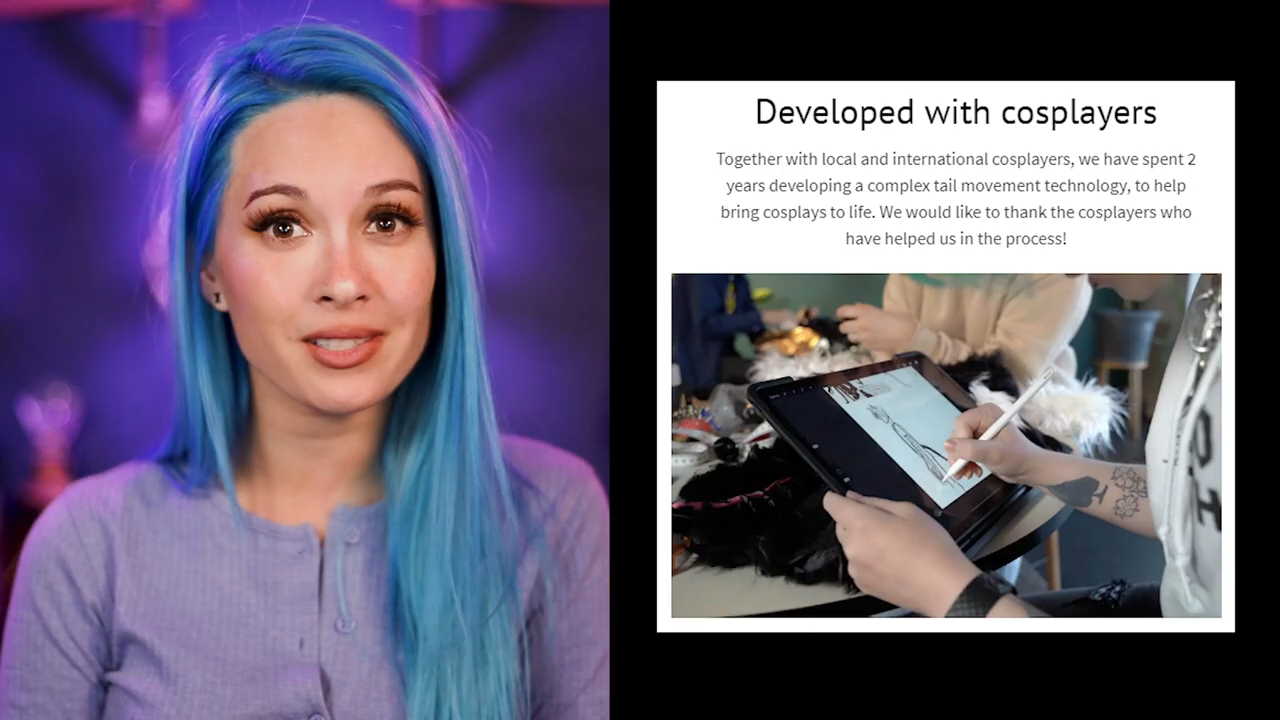 Developed with cosplayers
Together with local and international cosplayers, we have spent 2
years developing a complex tail movement technology, to help
bring cosplays to life. We would like to thank the cosplayers who
have helped us in the process!